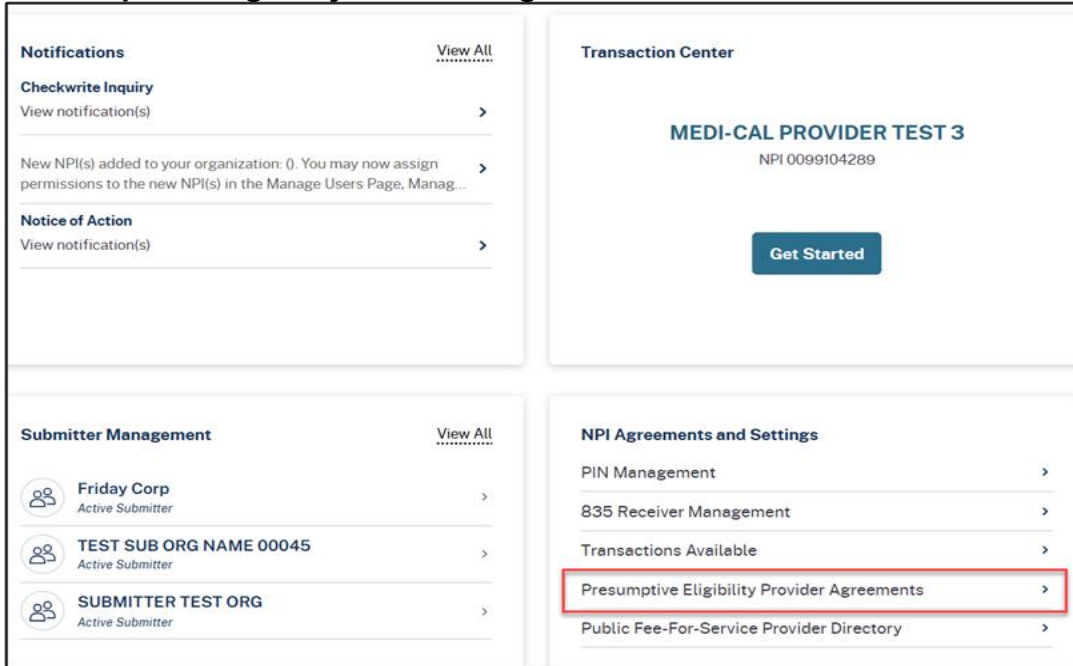 Notifications
View All
Checkwrite Inquiry
View notification(s)
New NPI(s) added to your organization: (). You may now assign
permissions to the new NPI(s) in the Manage Users Page, Manag...
Notice of Action
View notification(s)
Transaction Center
MEDI-CAL PROVIDER TEST 3
NPI 0099104289
Get Started
Submitter Management
View All
Friday Corp
Active Submitter
TEST SUB ORG NAME 00045
Active Submitter
SUBMITTER TEST ORG
Active Submitter
NPI Agreements and Settings
PIN Management
835 Receiver Management
Transactions Available
Presumptive Eligibility Provider Agreements
Public Fee-For-Service Provider Directory